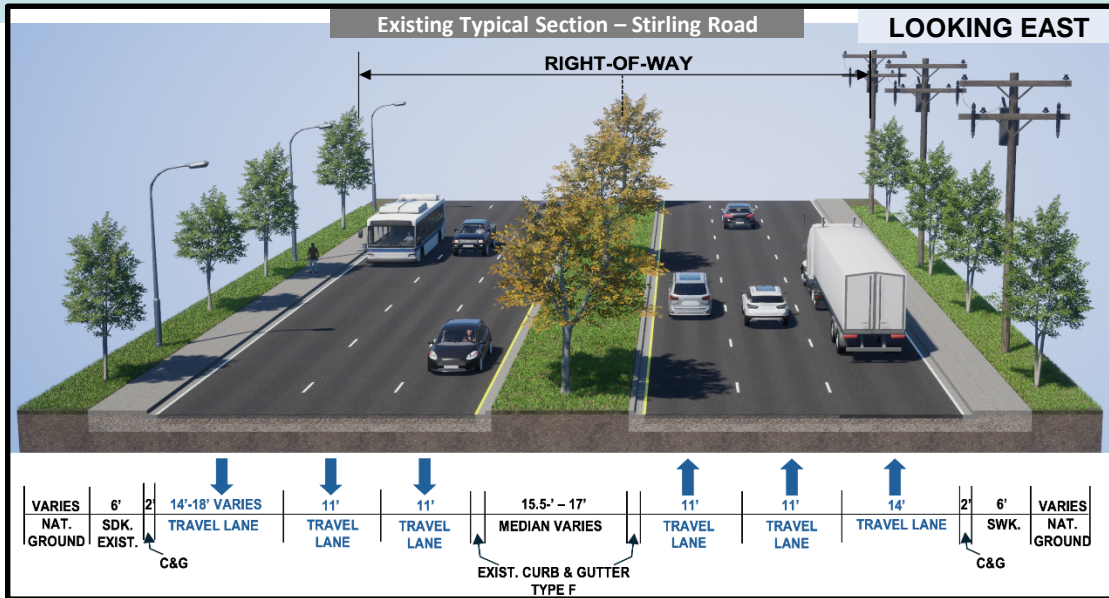 Existing Typical Section – Stirling Road
LOOKING EAST
RIGHT-OF-WAY
VARIES
NAT.
GROUND
6'
SDK.
EXIST.
2'
C&G
14'-18' VARIES
TRAVEL LANE
11'
TRAVEL
LANE
11'
TRAVEL
LANE
15.5-' – 17'
MEDIAN VARIES
EXIST. CURB & GUTTER
TYPE F
11'
TRAVEL
LANE
11'
TRAVEL
LANE
14'
TRAVEL LANE
2'
C&G
6'
SWK.
VARIES
NAT.
GROUND